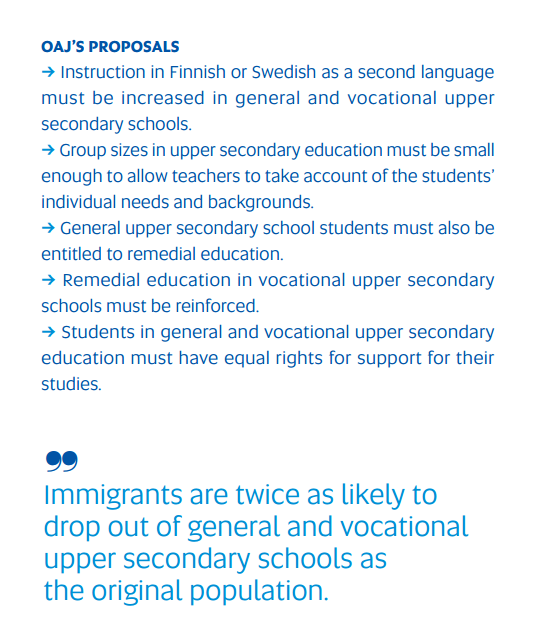 OAJ'S PROPOSALS
→ Instruction in Finnish or Swedish as a second language
must be increased in general and vocational upper
secondary schools.
→ Group sizes in upper secondary education must be small
enough to allow teachers to take account of the students'
individual needs and backgrounds.
→ General upper secondary school students must also be
entitled to remedial education.
→ Remedial education in vocational upper secondary
schools must be reinforced.
→ Students in general and vocational upper secondary
education must have equal rights for support for their
studies.
”
Immigrants are twice as likely to
drop out of general and vocational
upper secondary schools as
the original population.